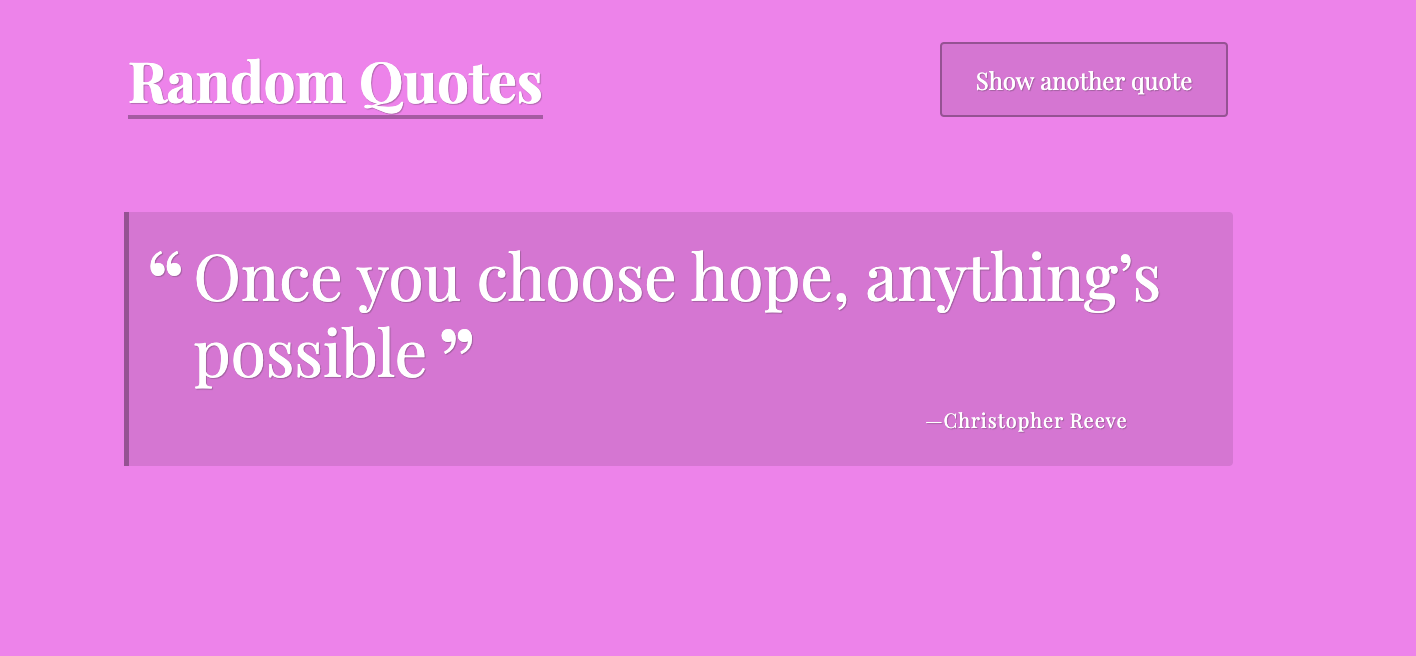 Random Quotes
Show another quote
“ Once you choose hope, anything’s
possible ”
—Christopher Reeve